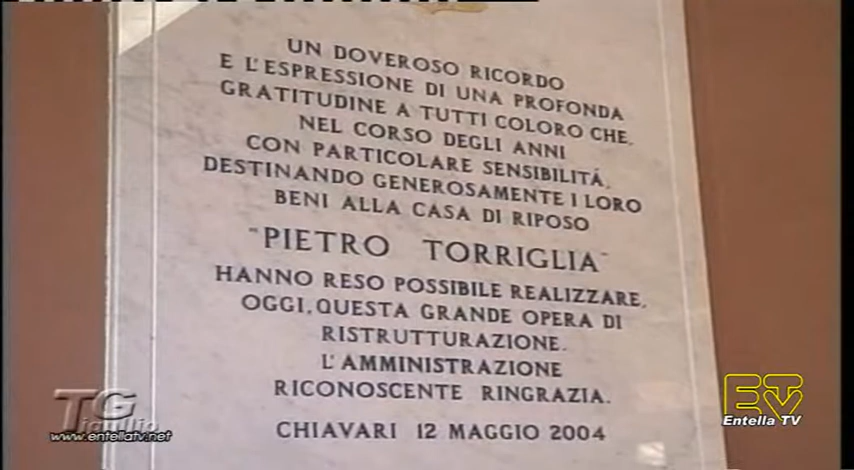 UN DOVEROSO RICORDO
E L'ESPRESSIONE DI UNA PROFONDA
GRATITUDINE A TUTTI COLORO CHE,
NEL CORSO DEGLI ANNI
CON PARTICOLARE SENSIBILITÁ,
DESTINANDO GENEROSAMENTE I LORO
BENI ALLA CASA DI RIPOSO
"PIETRO TORRIGLIA"
HANNO RESO POSSIBILE REALIZZARE,
OGGI, QUESTA GRANDE OPERA DI
RISTRUTTURAZIONE.
L'AMMINISTRAZIONE
RICONOSCENTE RINGRAZIA.
CHIAVARI 12 MAGGIO 2004
TG
www.entellatv.net
ETV
Entella TV